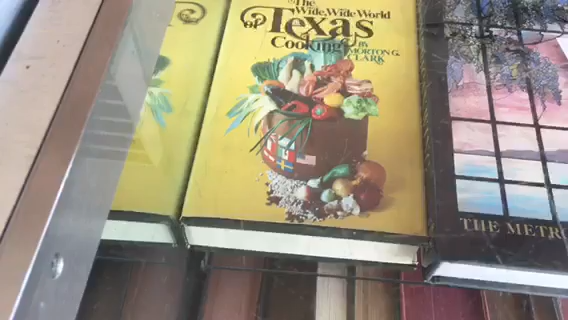 The
Wide, Wide World
of Texas
Cooking BY
MORTON G.
CLARK
THE METR